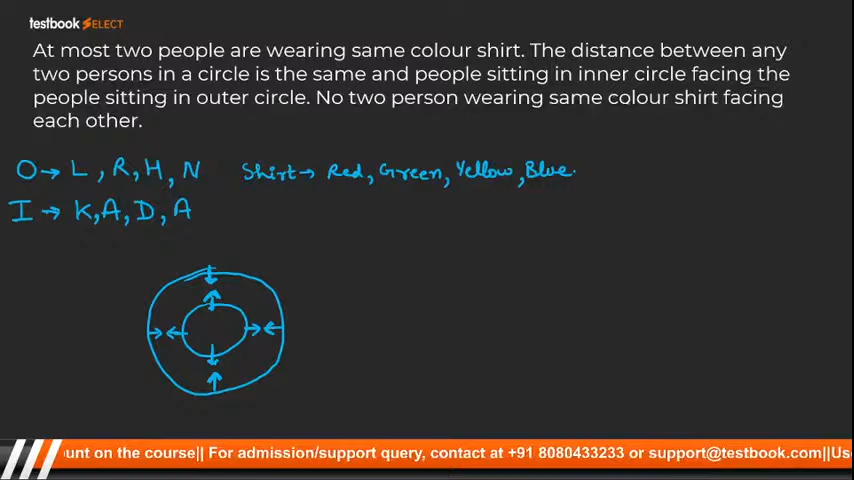 testbook SELECT
At most two people are wearing same colour shirt. The distance between any
two persons in a circle is the same and people sitting in inner circle facing the
people sitting in outer circle. No two person wearing same colour shirt facing
each other.
O→ L, R, H, N Shirt→ Red, Green, Yellow, Blue.
I→ K, A, D, A
unt on the course|| For admission/support query, contact at +91 8080433233 or support@testbook.com||Us